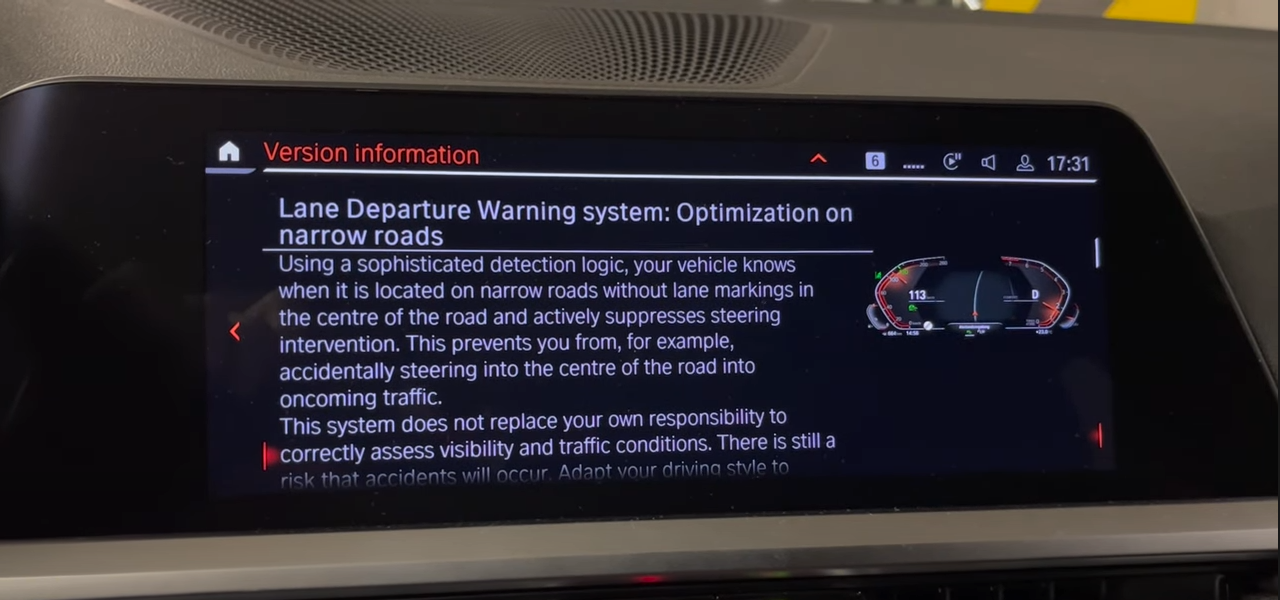 Version information
6
17:31
Lane Departure Warning system: Optimization on
narrow roads
Using a sophisticated detection logic, your vehicle knows
when it is located on narrow roads without lane markings in
the centre of the road and actively suppresses steering
intervention. This prevents you from, for example,
accidentally steering into the centre of the road into
oncoming traffic.
This system does not replace your own responsibility to
correctly assess visibility and traffic conditions. There is still a
risk that accidents will occur. Adapt your driving style to
113
D